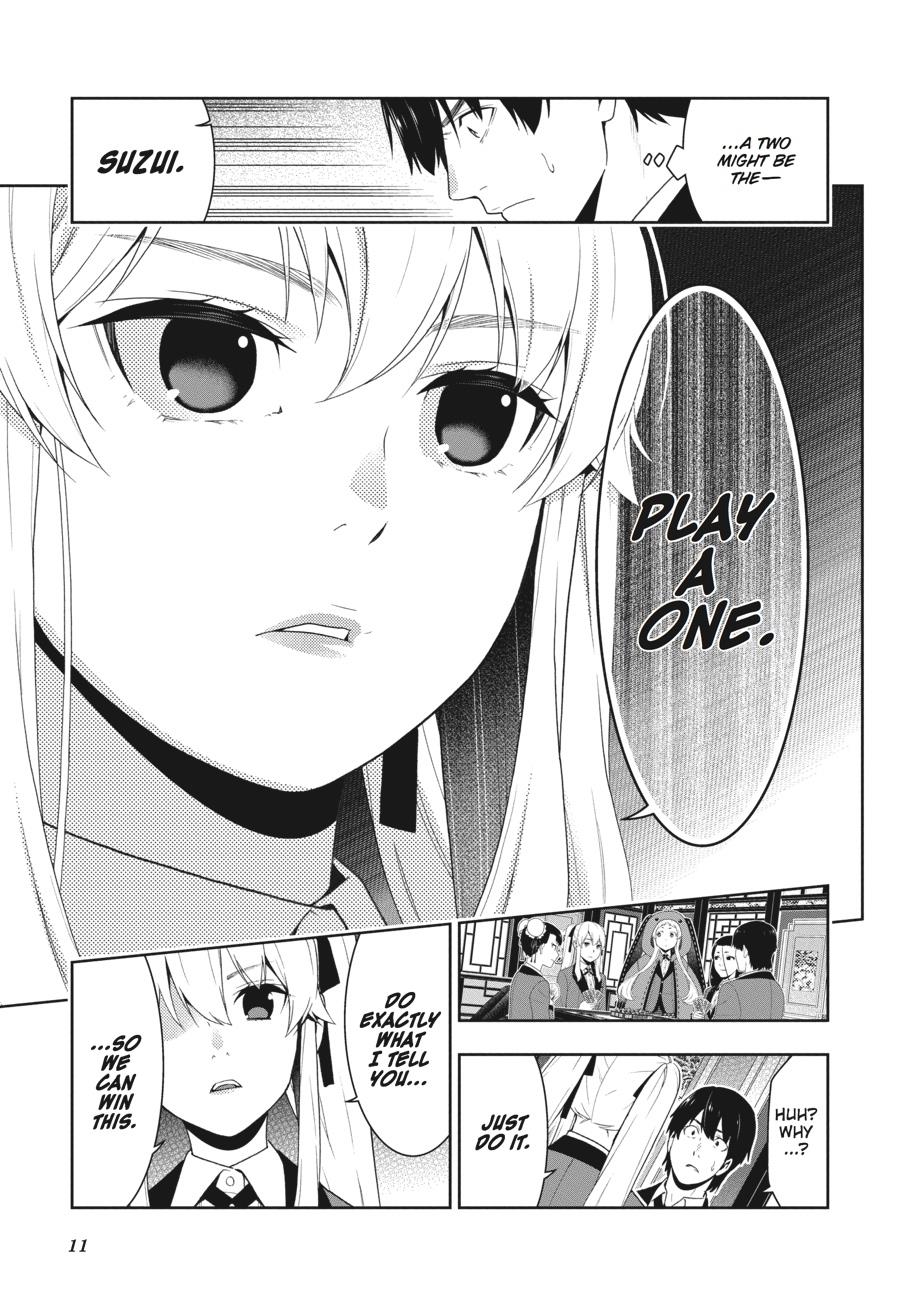 ...A TWO
MIGHT BE
THE—
SUZUI.
PLAY
A
ONE.
HUH?
WHY
...?
JUST
DO IT.
DO
EXACTLY
WHAT
I TELL
YOU...
...SO
WE
CAN
WIN
THIS.
11